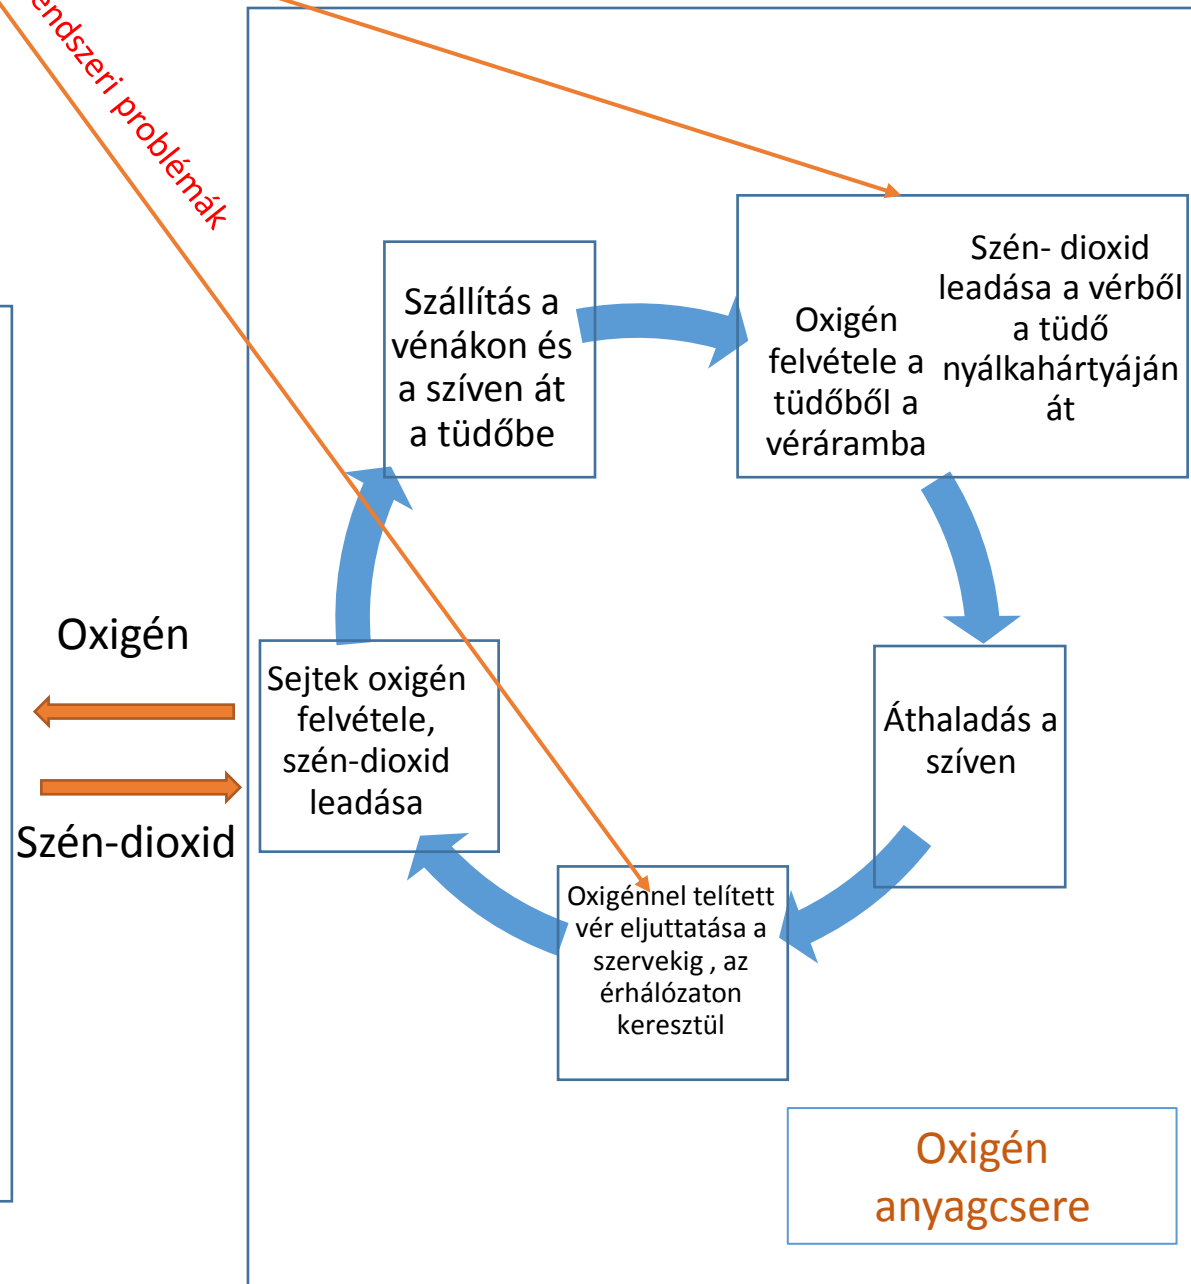 endszeri problémák
Szállítás a
vénákon és
a szíven át
a tüdőbe
Oxigén
felvétele a
tüdőből a
véráramba
Szén- dioxid
leadása a vérből
a tüdő
nyálkahártyáján
át
Oxigén
Szén-dioxid
Sejtek oxigén
felvétele,
szén-dioxid
leadása
Áthaladás a
szíven
Oxigénnel telített
vér eljuttatása a
szervekig , az
érhálózaton
keresztül
Oxigén
anyagcsere